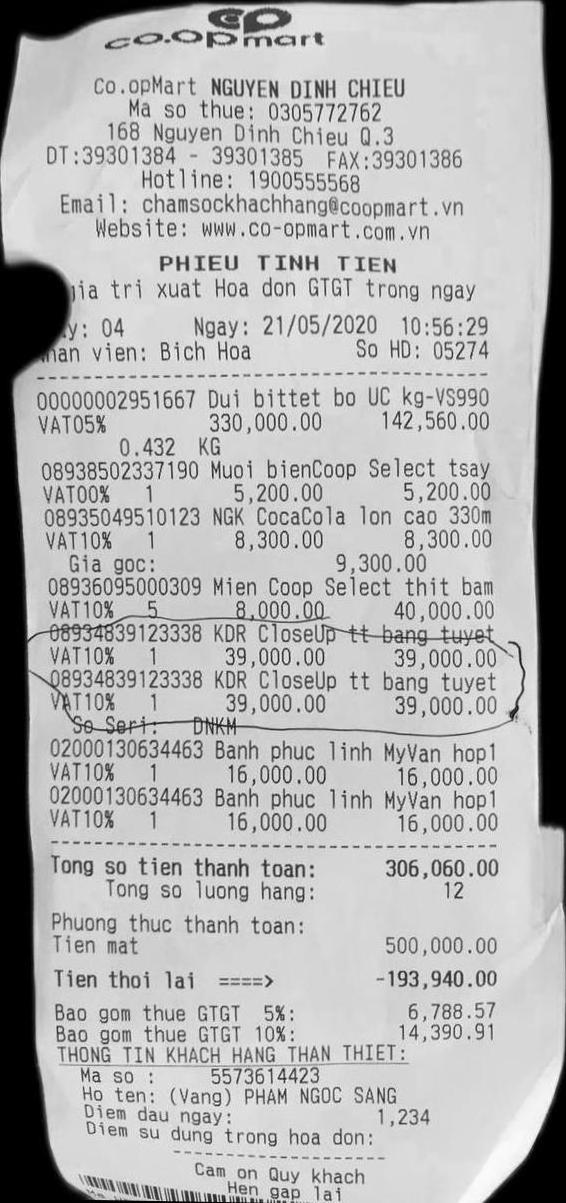 co.opmart
Co.opMart NGUYEN DINH CHIEU
Ma so thue: 0305772762
168 Nguyen Dinh Chieu Q.3
DT:39301384 - 39301385 FAX:39301386
Hotline: 1900555568
Email: chamsockhachhang@coopmart.vn
Website: www.co-opmart.com.vn
PHIEU TINH TIEN
tri xuat Hoa don GTGT trong ngay
04 Ngay: 21/05/2020 10:56:29
vien: Bich Hoa So HD: 05274
00000002951667 Dui bittet bo UC kg-VS990
VAT05% 330,000.00 142,560.00
0.432 KG
08938502337190 Muoi bienCoop Select tsay
VAT00% 1 5,200.00 5,200.00
08935049510123 NGK CocaCola lon cao 330m
VAT10% 1 8,300.00 8,300.00
Gia goc: 9,300.00
08936095000309 Mien Coop Select thit bam
VAT10% 5 8,000.00 40,000.00
08934839123338 KDR CloseUp tt bang tuyet
VAT10% 1 39,000.00 39,000.00
08934839123338 KDR CloseUp tt bang tuyet
VAT10% 1 39,000.00 39,000.00
So Seri: DNKM
02000130634463 Banh phuc linh MyVan hop1
VAT10% 1 16,000.00 16,000.00
02000130634463 Banh phuc linh MyVan hop1
VAT10% 1 16,000.00 16,000.00
Tong so tien thanh toan: 306,060.00
Tong so luong hang: 12
Phuong thuc thanh toan:
Tien mat 500,000.00
Tien thoi lai ====> -193,940.00
Bao gom thue GTGT 5%: 6,788.57
Bao gom thue GTGT 10%: 14,390.91
THONG TIN KHACH HANG THAN THIET:
Ma so : 5573614423
Ho ten: (Vang) PHAM NGOC SANG
Diem dau ngay: 1,234
Diem su dung trong hoa don:
Cam on Quy khach
Hen gap lai